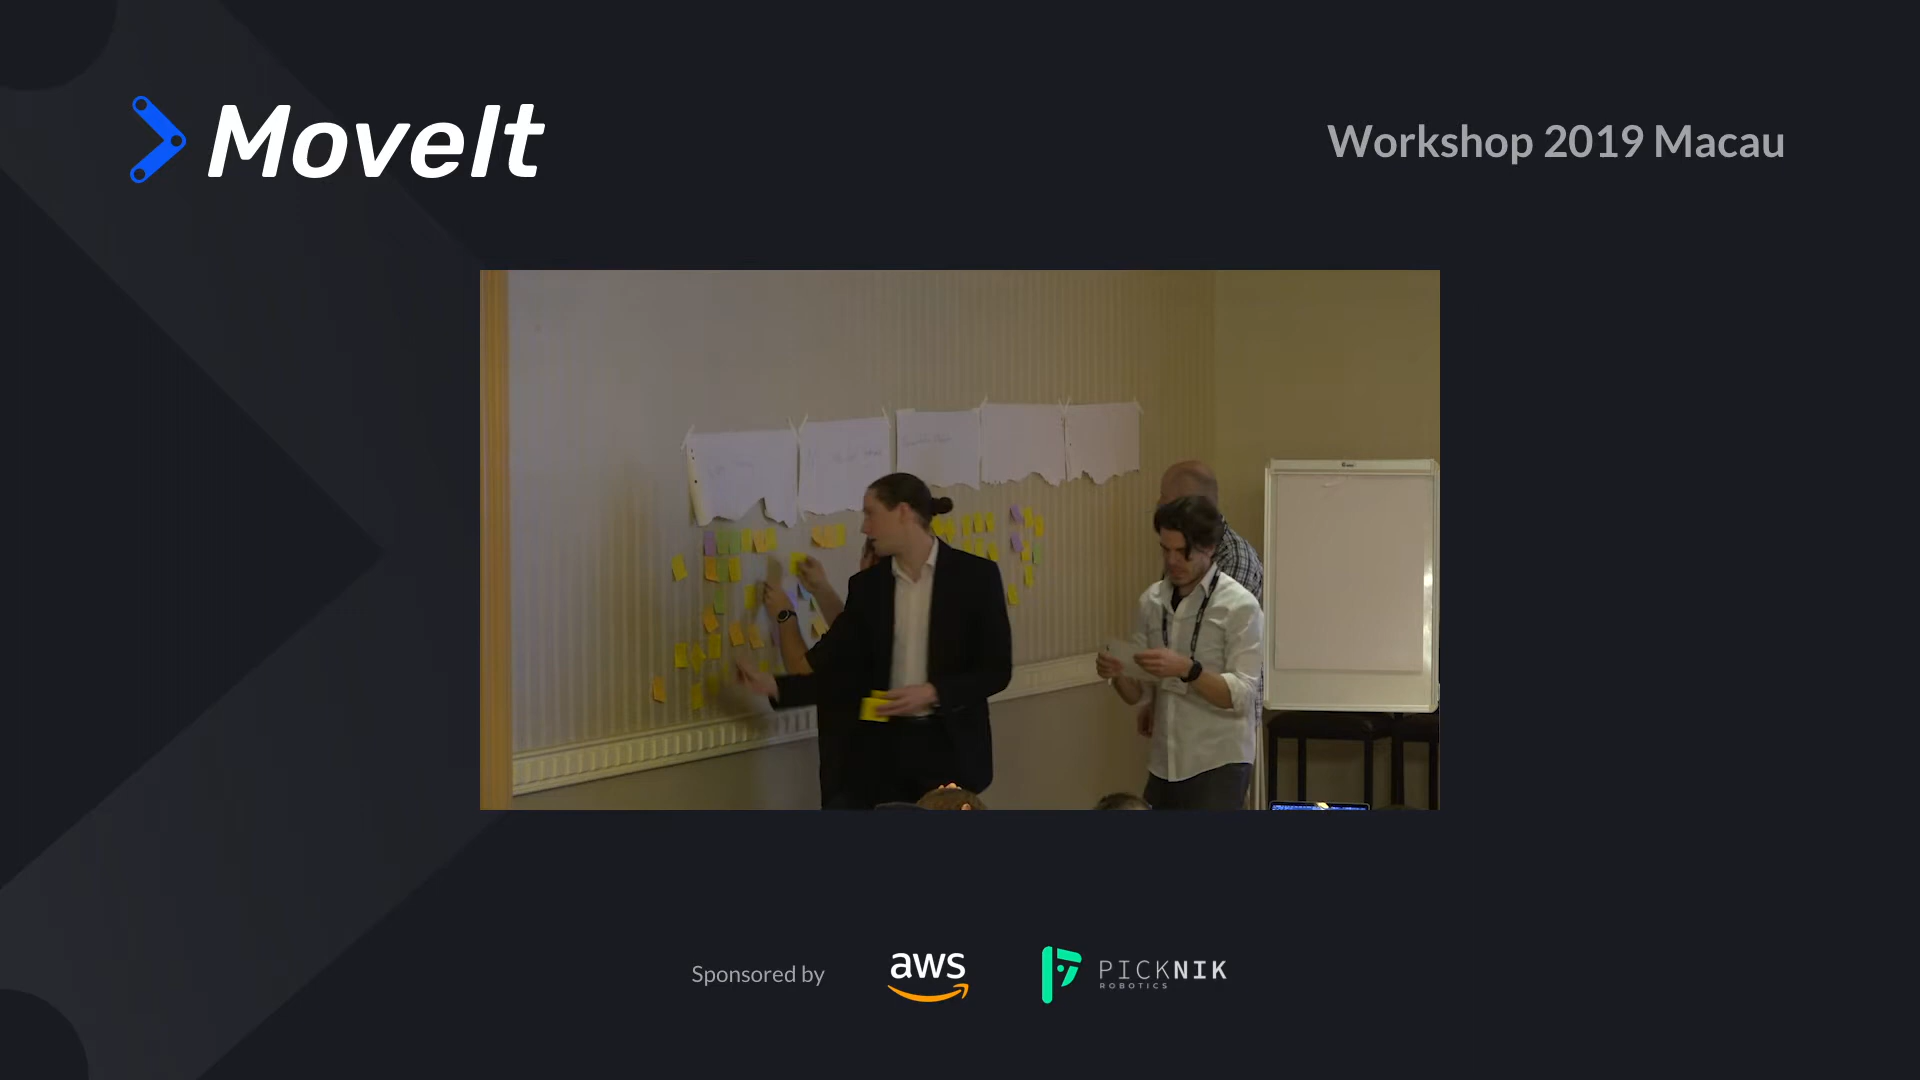 MoveIt
Workshop 2019 Macau
Sponsored by
aws
PICKNIK
ROBOTICS